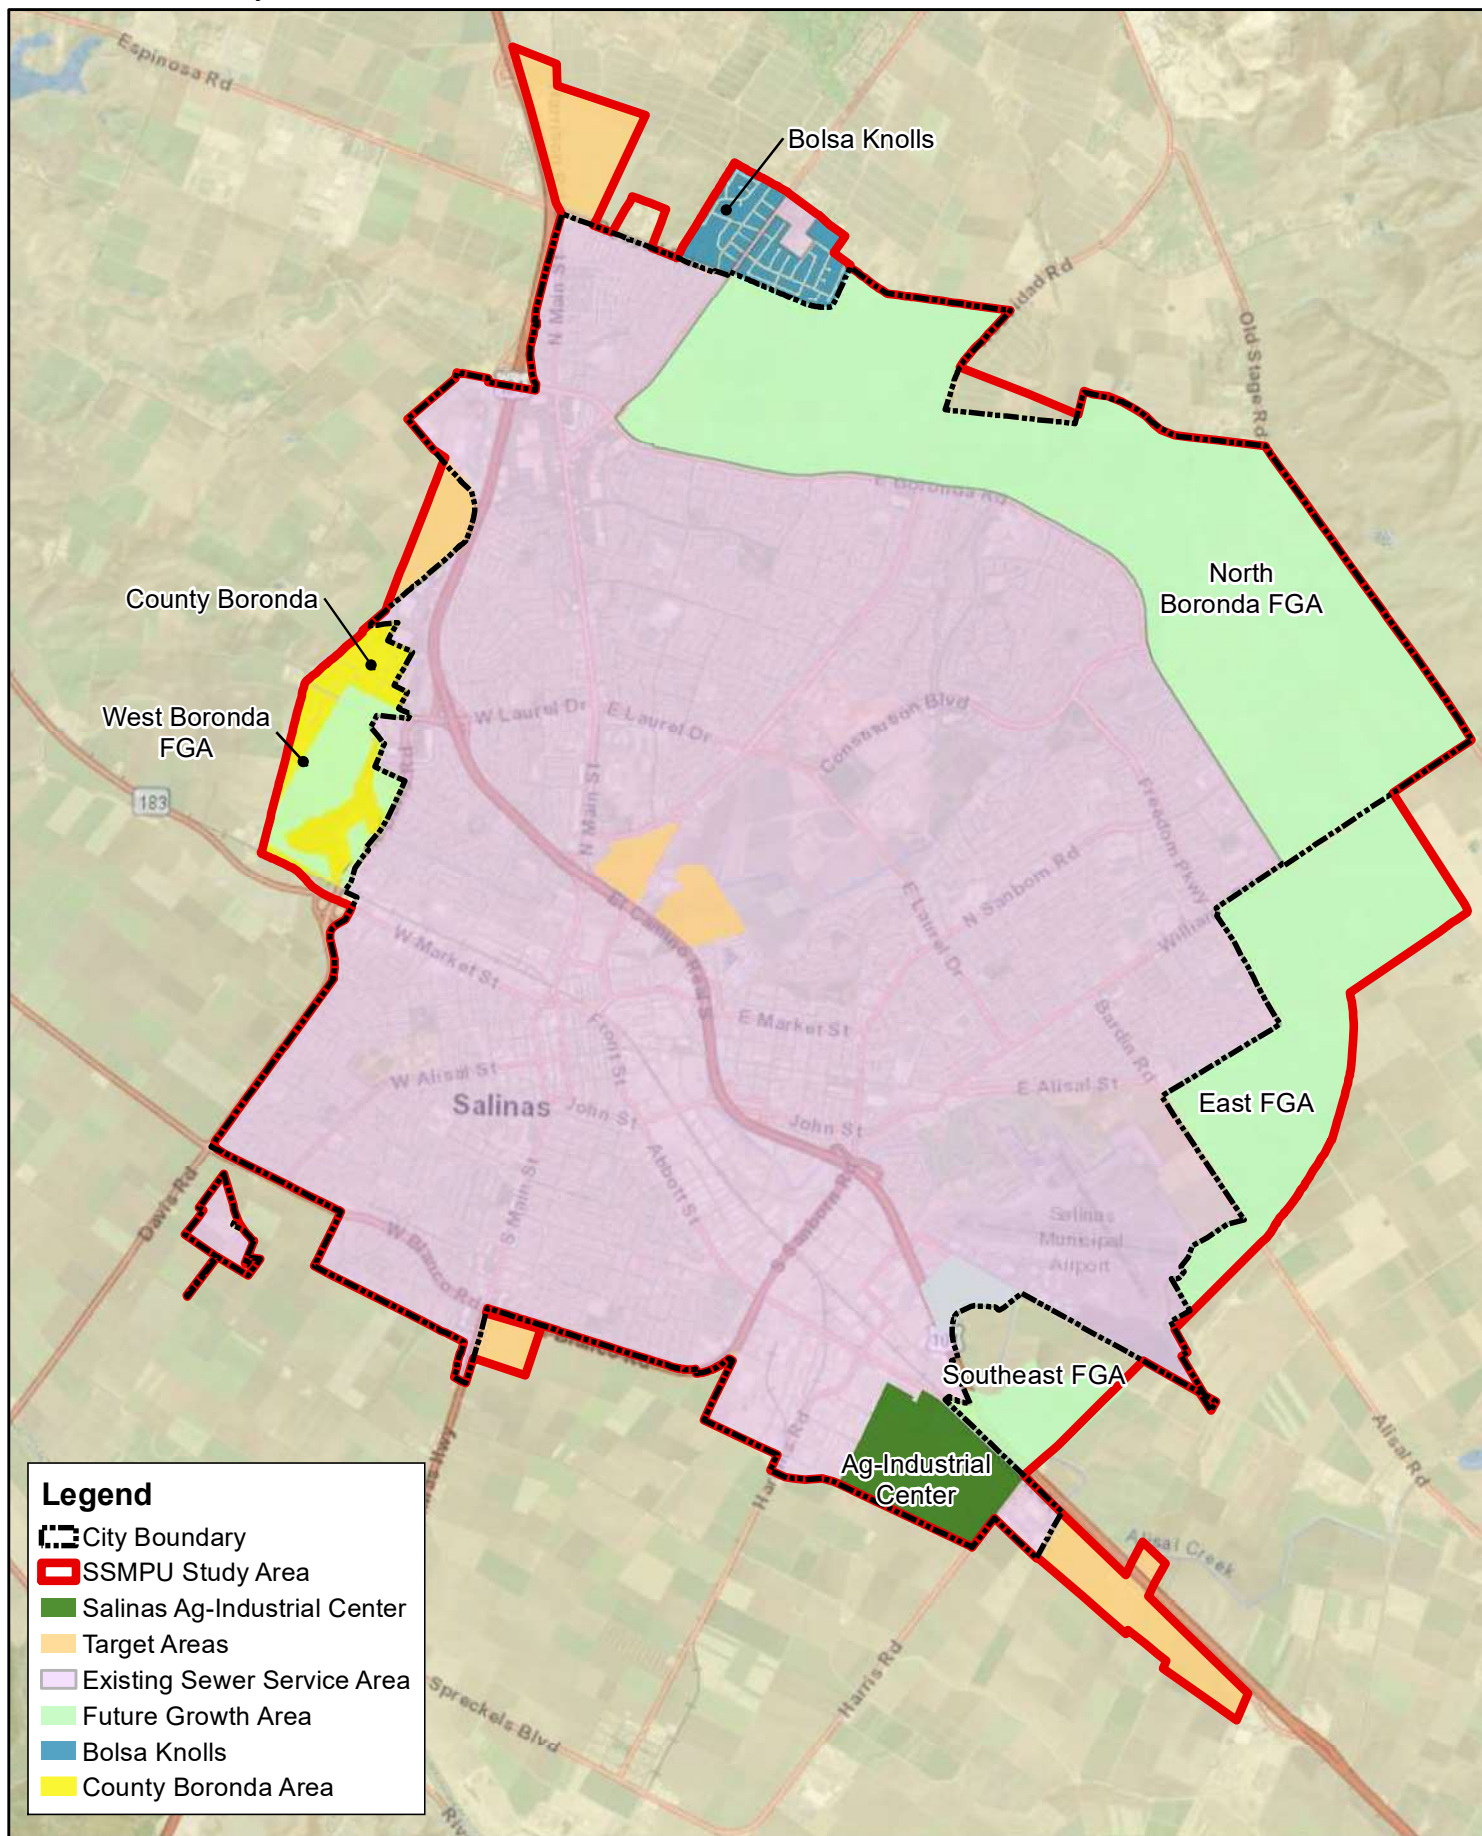 Espinosa Rd
Bolsa Knolls
N Main St
Old Stage Rd
E Boronda Rd
North
Boronda FGA
County Boronda
West Boronda
FGA
W Laurel Dr
E Laurel Dr
Constitution Blvd
183
N Main St
Freedom Pkwy
N Sanborn Rd
E Laurel Dr
El Camino Real S
W Market St
E Market St
Front St
Bardin Rd
W Alisal St
E Alisal St
East FGA
Salinas
John St
John St
Abbott St
Davis Rd
S Main St
S Sanborn Rd
W Blanco Rd
Salinas
Municipal
Airport
Southeast FGA
Ag-Industrial
Center
Alisal Rd
Alisal Creek
Harris Rd
Spreckels Blvd
Legend
City Boundary
SSMPU Study Area
Salinas Ag-Industrial Center
Target Areas
Existing Sewer Service Area
Future Growth Area
Bolsa Knolls
County Boronda Area